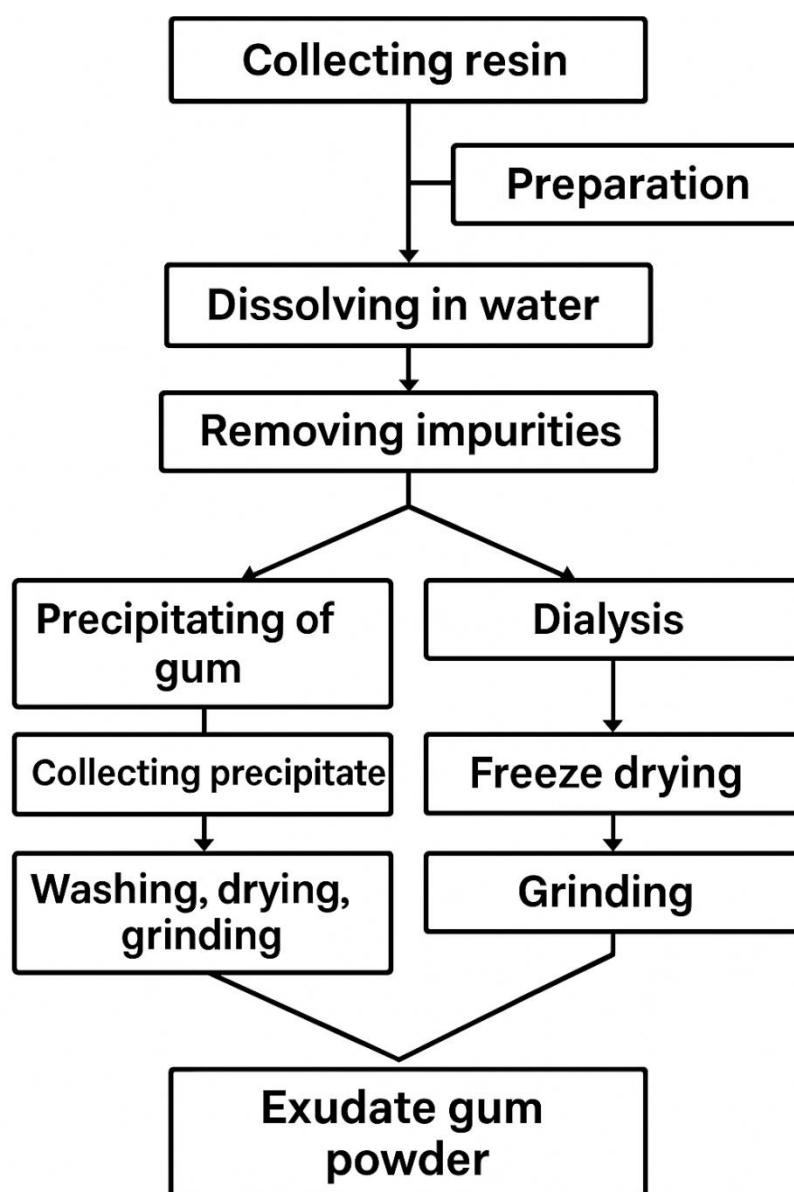 Collecting resin
Preparation
Dissolving in water
Removing impurities
Precipitating of
gum
Collecting precipitate
Washing, drying,
grinding
Dialysis
Freeze drying
Grinding
Exudate gum
powder